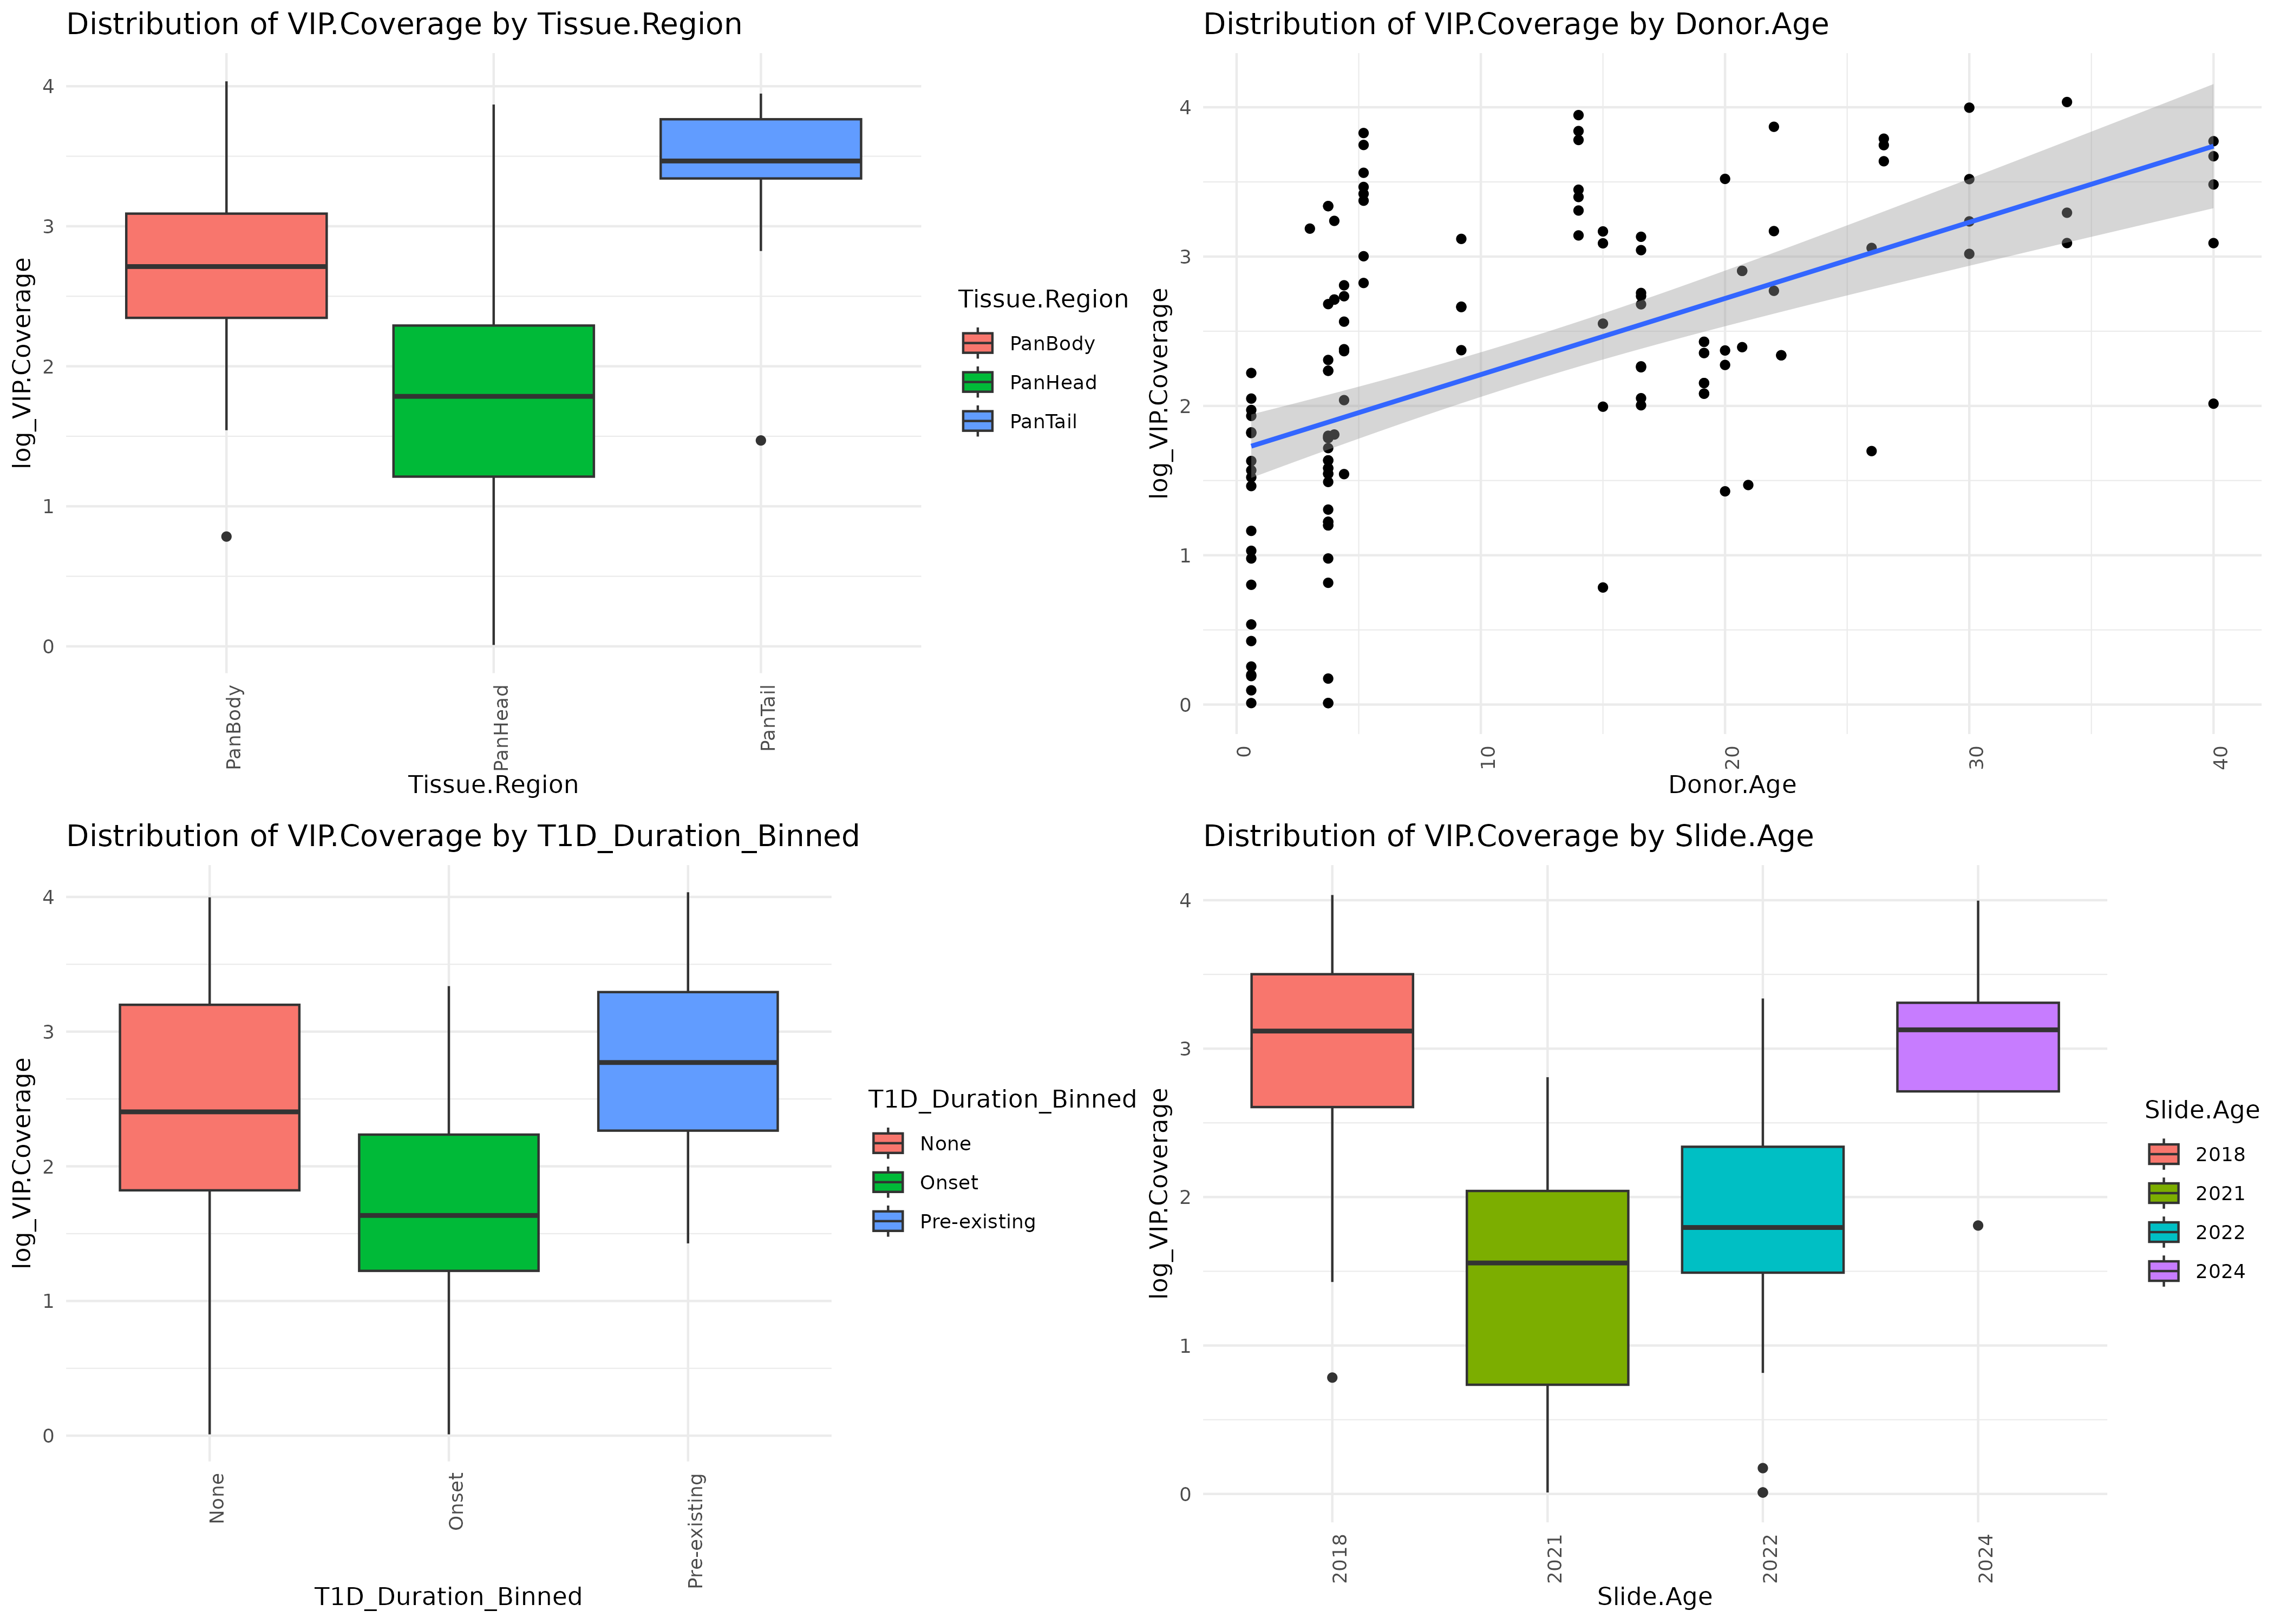 Distribution of VIP.Coverage by Tissue.Region
log_VIP.Coverage
4
3
2
1
0
PanBody
PanHead
PanTail
Tissue.Region
Tissue.Region
PanBody
PanHead
PanTail
Distribution of VIP.Coverage by Donor.Age
log_VIP.Coverage
4
3
2
1
0
0
10
20
30
40
Donor.Age
Distribution of VIP.Coverage by T1D_Duration_Binned
log_VIP.Coverage
4
3
2
1
0
None
Onset
Pre-existing
T1D_Duration_Binned
T1D_Duration_Binned
None
Onset
Pre-existing
Distribution of VIP.Coverage by Slide.Age
log_VIP.Coverage
4
3
2
1
0
2018
2021
2022
2024
Slide.Age
Slide.Age
2018
2021
2022
2024